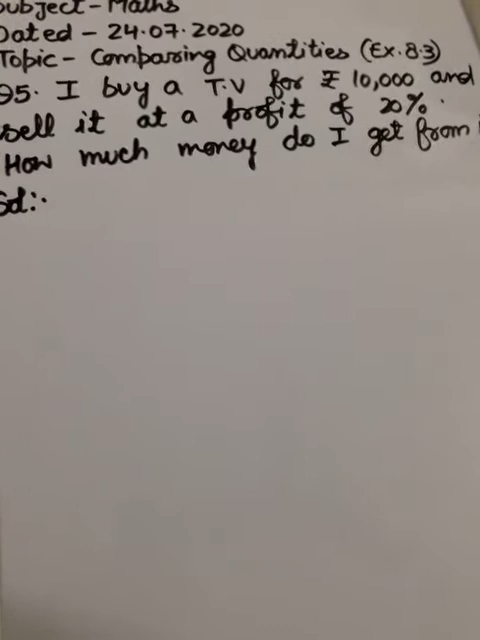 Subject - Maths
Dated - 24.07.2020
Topic - Comparing Quantities (Ex.8.3)
Q5. I buy a T.V for ₹ 10,000 and
sell it at a profit of 20%.
How much money do I get from
Sol:-